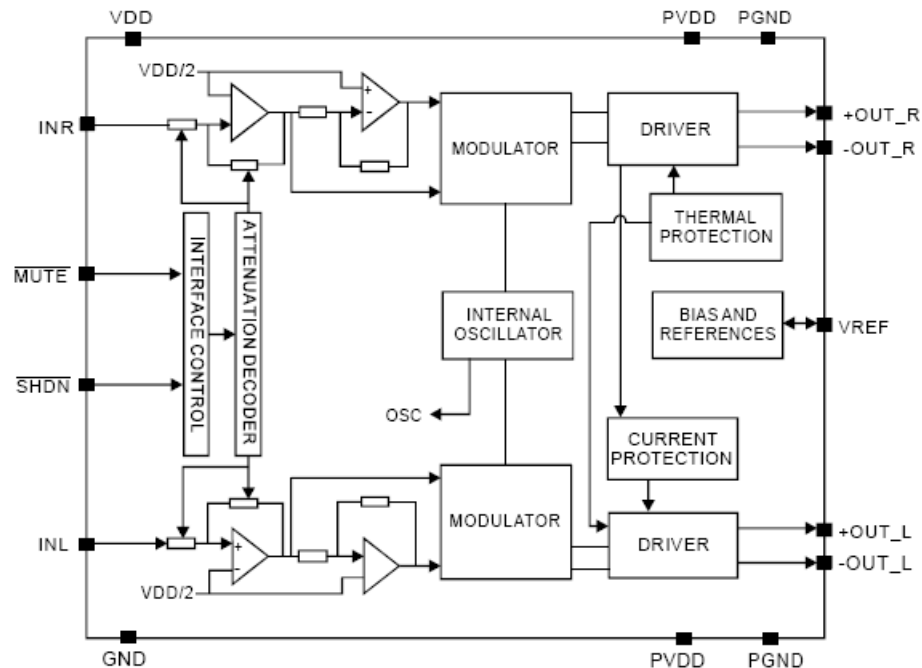 VDD
PVDD
PGND
VDD/2
+
-
INR
MODULATOR
DRIVER
+OUT_R
-OUT_R
THERMAL
PROTECTION
MUTE
INTERFACE CONTROL
ATTENUATION DECODER
INTERNAL
OSCILLATOR
BIAS AND
REFERENCES
VREF
SHDN
OSC
CURRENT
PROTECTION
MODULATOR
INL
+
-
DRIVER
+OUT_L
-OUT_L
VDD/2
GND
PVDD
PGND